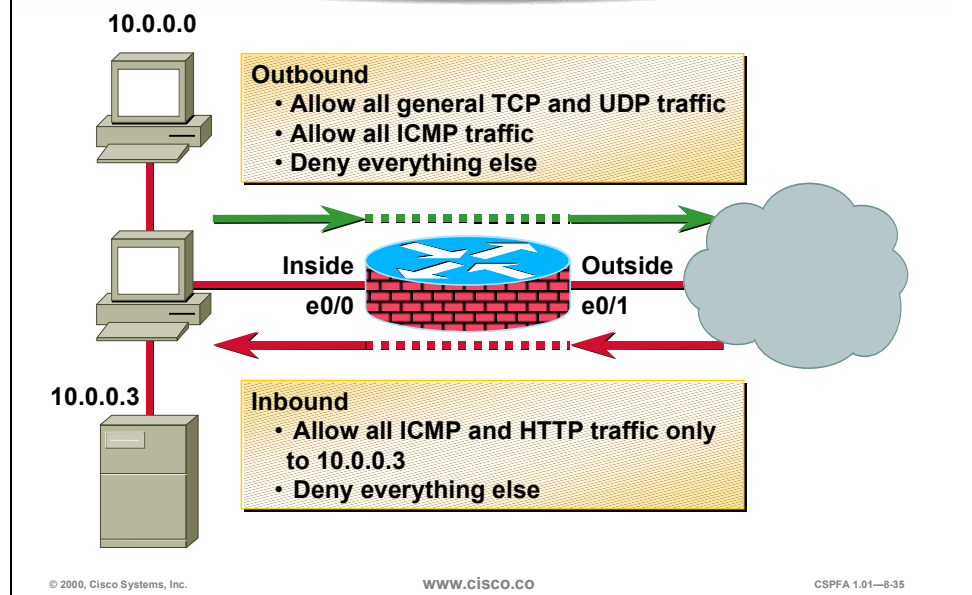 10.0.0.0
Outbound
• Allow all general TCP and UDP traffic
• Allow all ICMP traffic
• Deny everything else
Inside
Outside
e0/0
e0/1
10.0.0.3
Inbound
• Allow all ICMP and HTTP traffic only
to 10.0.0.3
• Deny everything else
© 2000, Cisco Systems, Inc.
www.cisco.co
CSPFA 1.01—8-35